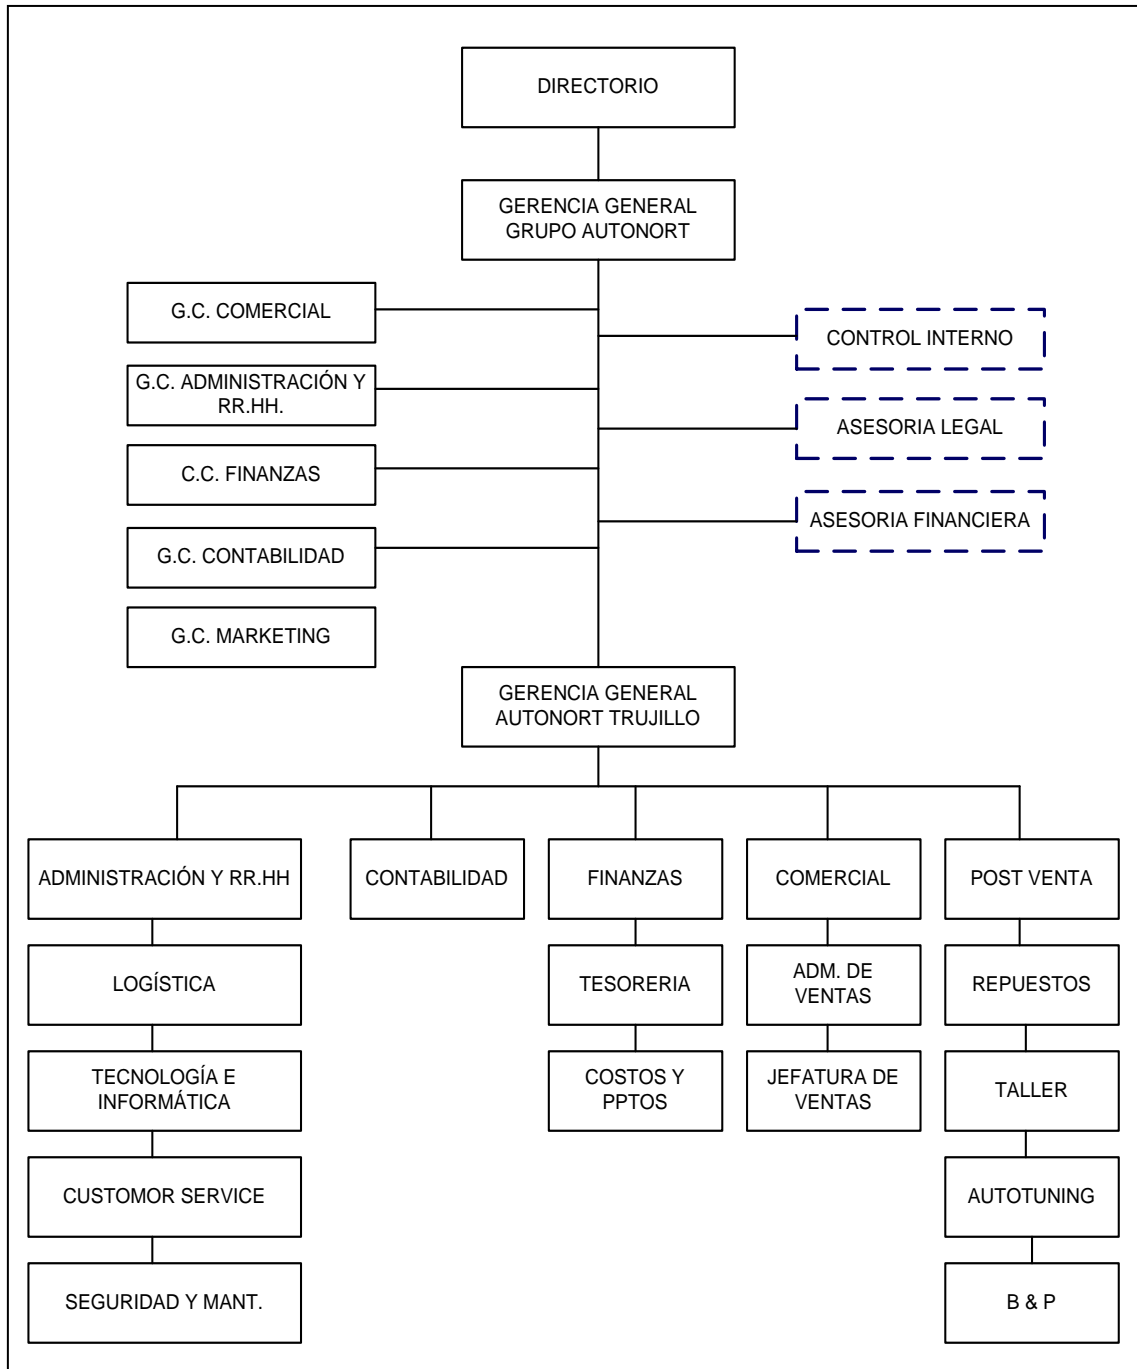 DIRECTORIO
GERENCIA GENERAL
GRUPO AUTONORT
G.C. COMERCIAL
CONTROL INTERNO
G.C. ADMINISTRACIÓN Y
RR.HH.
ASESORIA LEGAL
C.C. FINANZAS
ASESORIA FINANCIERA
G.C. CONTABILIDAD
G.C. MARKETING
GERENCIA GENERAL
AUTONORT TRUJILLO
ADMINISTRACIÓN Y RR.HH
CONTABILIDAD
FINANZAS
COMERCIAL
POST VENTA
LOGÍSTICA
TESORERIA
ADM. DE
VENTAS
REPUESTOS
TECNOLOGÍA E
INFORMÁTICA
COSTOS Y
PPTOS
JEFATURA DE
VENTAS
TALLER
CUSTOMOR SERVICE
AUTOTUNING
SEGURIDAD Y MANT.
B & P